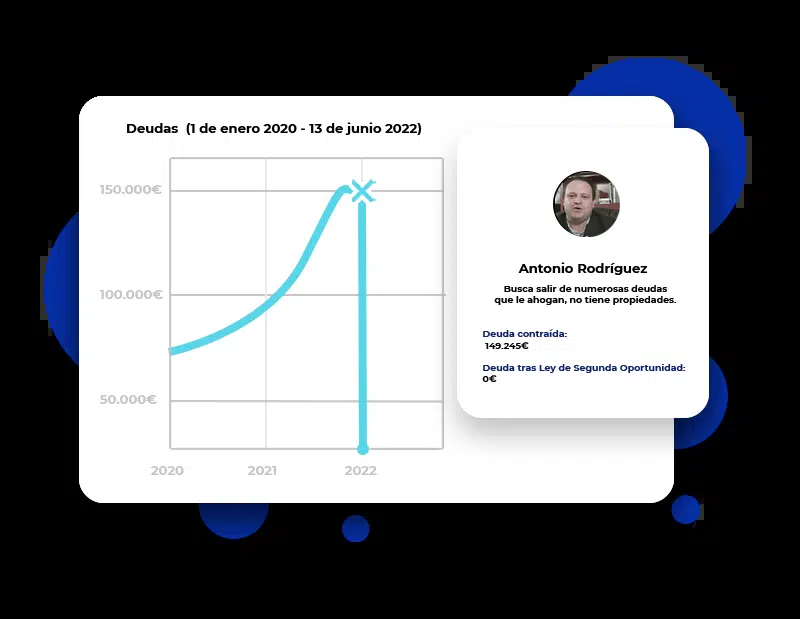 Deudas (1 de enero 2020 - 13 de junio 2022)
150.000€
100.000€
50.000€
2020
2021
2022
Antonio Rodríguez
Busca salir de numerosas deudas
que le ahogan, no tiene propiedades.
Deuda contraída:
149.245€
Deuda tras Ley de Segunda Oportunidad:
0€